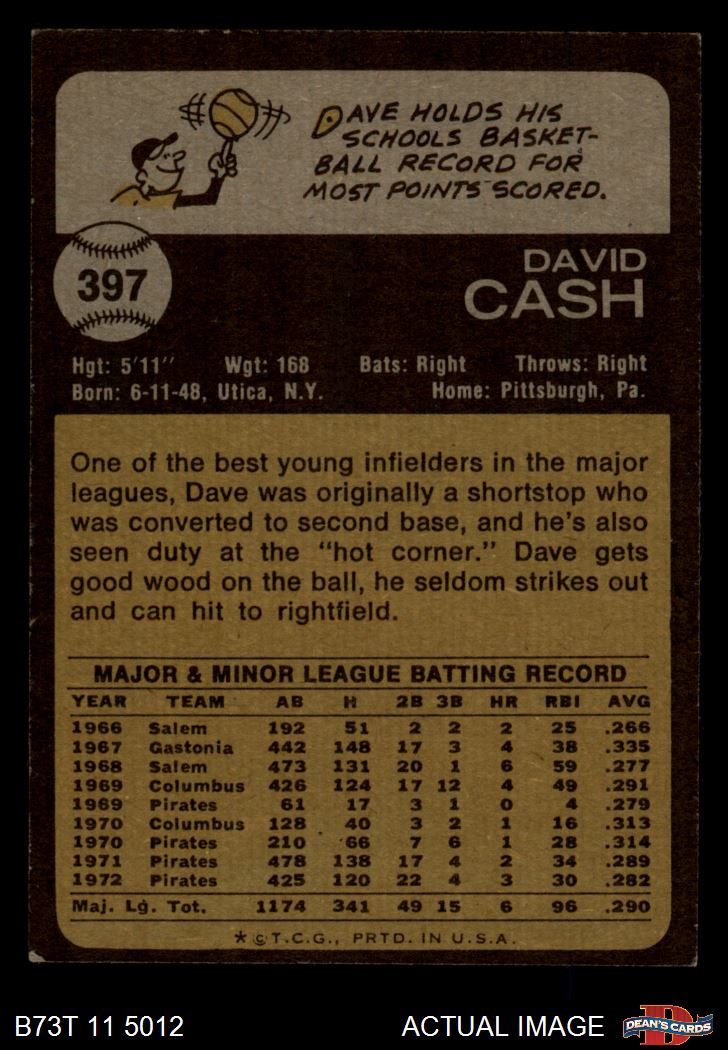 DAVE HOLDS HIS
SCHOOLS BASKET-
BALL RECORD FOR
MOST POINTS SCORED.
397
DAVID
CASH
Hgt: 5'11" Wgt: 168 Bats: Right Throws: Right
Born: 6-11-48, Utica, N.Y. Home: Pittsburgh, Pa.
One of the best young infielders in the major
leagues, Dave was originally a shortstop who
was converted to second base, and he's also
seen duty at the "hot corner." Dave gets
good wood on the ball, he seldom strikes out
and can hit to rightfield.
MAJOR & MINOR LEAGUE BATTING RECORD
YEAR TEAM AB H 2B 3B HR RBI AVG
1966 Salem 192 51 2 2 2 25 .266
1967 Gastonia 442 148 17 3 4 38 .335
1968 Salem 473 131 20 1 6 59 .277
1969 Columbus 426 124 17 12 4 49 .291
1969 Pirates 61 17 3 1 0 4 .279
1970 Columbus 128 40 3 2 1 16 .313
1970 Pirates 210 66 7 6 1 28 .314
1971 Pirates 478 138 17 4 2 34 .289
1972 Pirates 425 120 22 4 3 30 .282
Maj. Lg. Tot. 1174 341 49 15 6 96 .290
*©T.C.G., PRTD. IN U.S.A.
B73T 11 5012 ACTUAL IMAGE
D
DEAN'S CARDS